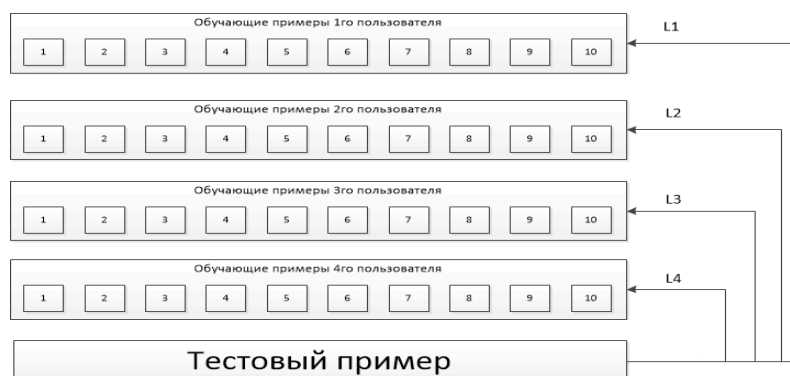 Обучающие примеры 1го пользователя
L1
1 2 3 4 5 6 7 8 9 10
Обучающие примеры 2го пользователя
L2
1 2 3 4 5 6 7 8 9 10
Обучающие примеры 3го пользователя
L3
1 2 3 4 5 6 7 8 9 10
Обучающие примеры 4го пользователя
L4
1 2 3 4 5 6 7 8 9 10
Тестовый пример